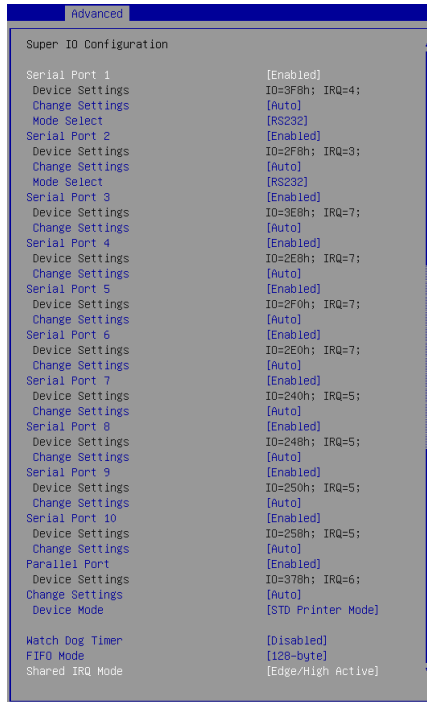 Advanced
Super IO Configuration
Serial Port 1 [Enabled]
Device Settings IO=3F8h; IRQ=4;
Change Settings [Auto]
Mode Select [RS232]
Serial Port 2 [Enabled]
Device Settings IO=2F8h; IRQ=3;
Change Settings [Auto]
Mode Select [RS232]
Serial Port 3 [Enabled]
Device Settings IO=3E8h; IRQ=7;
Change Settings [Auto]
Serial Port 4 [Enabled]
Device Settings IO=2E8h; IRQ=7;
Change Settings [Auto]
Serial Port 5 [Enabled]
Device Settings IO=2F0h; IRQ=7;
Change Settings [Auto]
Serial Port 6 [Enabled]
Device Settings IO=2E0h; IRQ=7;
Change Settings [Auto]
Serial Port 7 [Enabled]
Device Settings IO=240h; IRQ=5;
Change Settings [Auto]
Serial Port 8 [Enabled]
Device Settings IO=248h; IRQ=5;
Change Settings [Auto]
Serial Port 9 [Enabled]
Device Settings IO=250h; IRQ=5;
Change Settings [Auto]
Serial Port 10 [Enabled]
Device Settings IO=258h; IRQ=5;
Change Settings [Auto]
Parallel Port [Enabled]
Device Settings IO=378h; IRQ=6;
Change Settings [Auto]
Device Mode [STD Printer Mode]
Watch Dog Timer [Disabled]
FIFO Mode [128-byte]
Shared IRQ Mode [Edge/High Active]